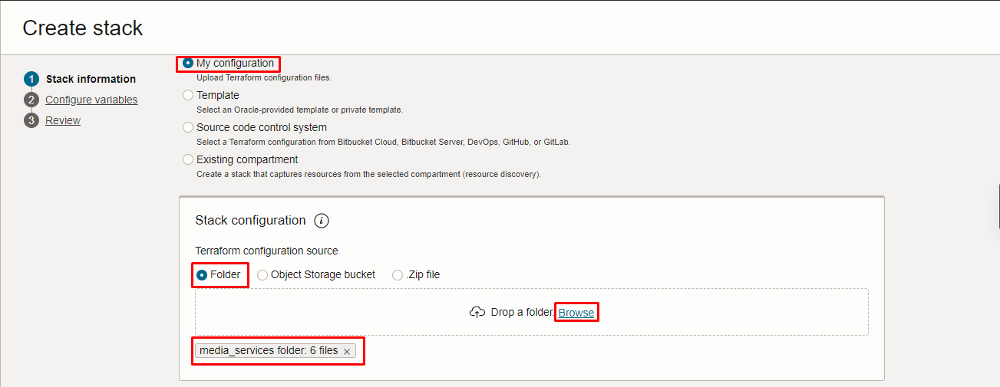 Create stack
1 Stack information
2 Configure variables
3 Review
My configuration
Upload Terraform configuration files.
Template
Select an Oracle-provided template or private template.
Source code control system
Select a Terraform configuration from Bitbucket Cloud, Bitbucket Server, DevOps, GitHub, or GitLab.
Existing compartment
Create a stack that captures resources from the selected compartment (resource discovery).
Stack configuration i
Terraform configuration source
Folder Object Storage bucket .Zip file
Drop a folder. Browse
media_services folder: 6 files ×